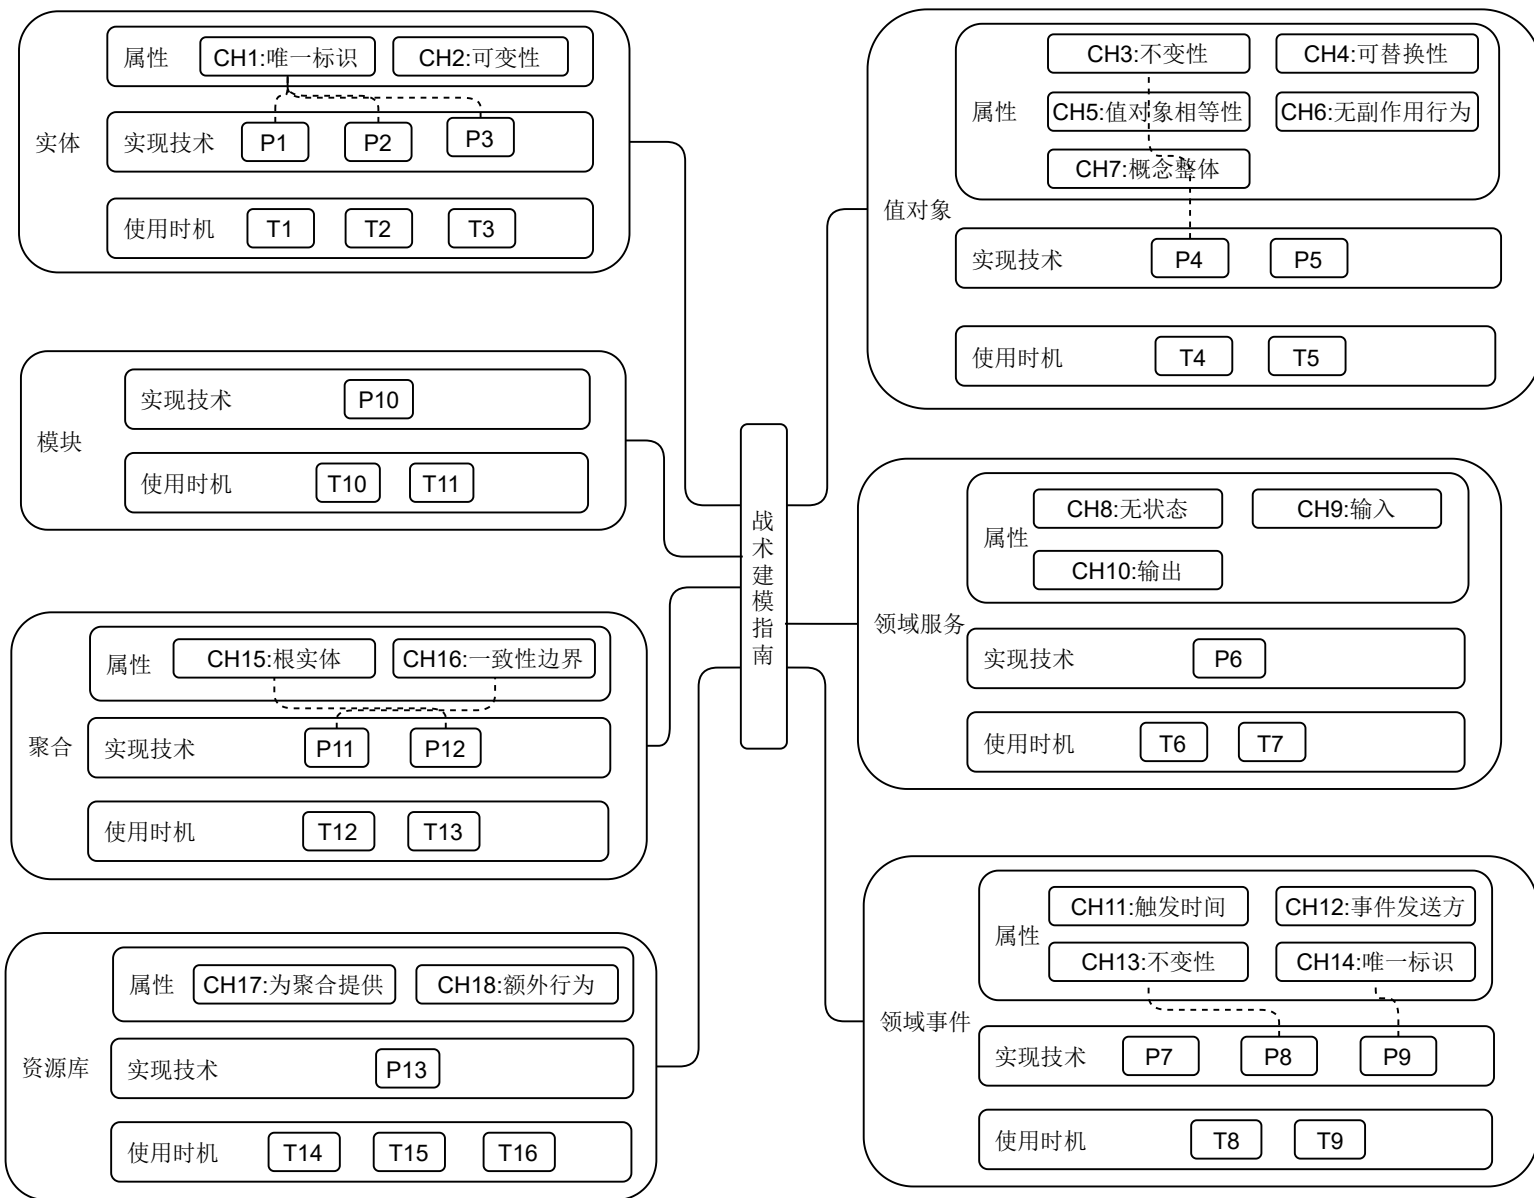 实体
属性
CH1:唯一标识
CH2:可变性
实现技术
P1
P2
P3
使用时机
T1
T2
T3
模块
实现技术
P10
使用时机
T10
T11
聚合
属性
CH15:根实体
CH16:一致性边界
实现技术
P11
P12
使用时机
T12
T13
资源库
属性
CH17:为聚合提供
CH18:额外行为
实现技术
P13
使用时机
T14
T15
T16
战术建模指南
值对象
属性
CH3:不变性
CH4:可替换性
CH5:值对象相等性
CH6:无副作用行为
CH7:概念整体
实现技术
P4
P5
使用时机
T4
T5
领域服务
属性
CH8:无状态
CH9:输入
CH10:输出
实现技术
P6
使用时机
T6
T7
领域事件
属性
CH11:触发时间
CH12:事件发送方
CH13:不变性
CH14:唯一标识
实现技术
P7
P8
P9
使用时机
T8
T9